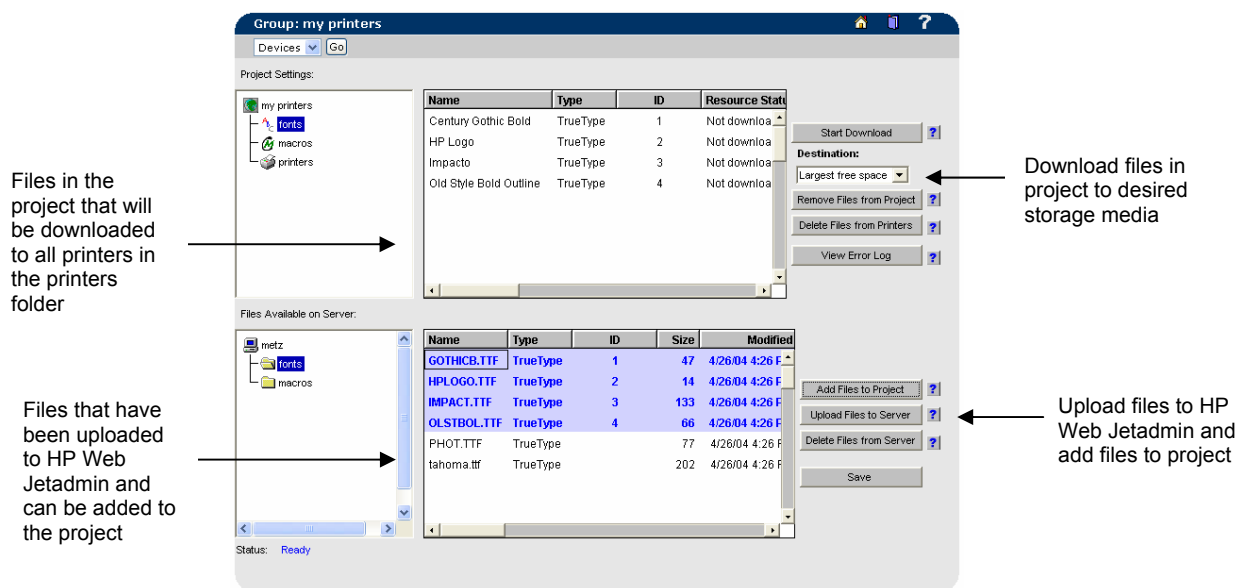 Group: my printers
?
Devices
Go
Project Settings:
my printers
fonts
macros
printers
Name Type ID Resource Statu
Century Gothic Bold TrueType 1 Not downloa
HP Logo TrueType 2 Not downloa
Impacto TrueType 3 Not downloa
Old Style Bold Outline TrueType 4 Not downloa
Start Download ?
Destination:
Largest free space
Remove Files from Project ?
Delete Files from Printers ?
View Error Log ?
Files in the
project that will
be downloaded
to all printers in
the printers
folder
Download files in
project to desired
storage media
Files Available on Server:
metz
fonts
macros
Name Type ID Size Modified
GOTHICB.TTF TrueType 1 47 4/26/04 4:26 P
HPLOGO.TTF TrueType 2 14 4/26/04 4:26 P
IMPACT.TTF TrueType 3 133 4/26/04 4:26 P
OLSTBOL.TTF TrueType 4 66 4/26/04 4:26 P
PHOT.TTF TrueType 77 4/26/04 4:26 P
tahoma.ttf TrueType 202 4/26/04 4:26 P
Add Files to Project ?
Upload Files to Server ?
Delete Files from Server ?
Save
Files that have
been uploaded
to HP Web
Jetadmin and
can be added to
the project
Upload files to HP
Web Jetadmin and
add files to project
Status: Ready